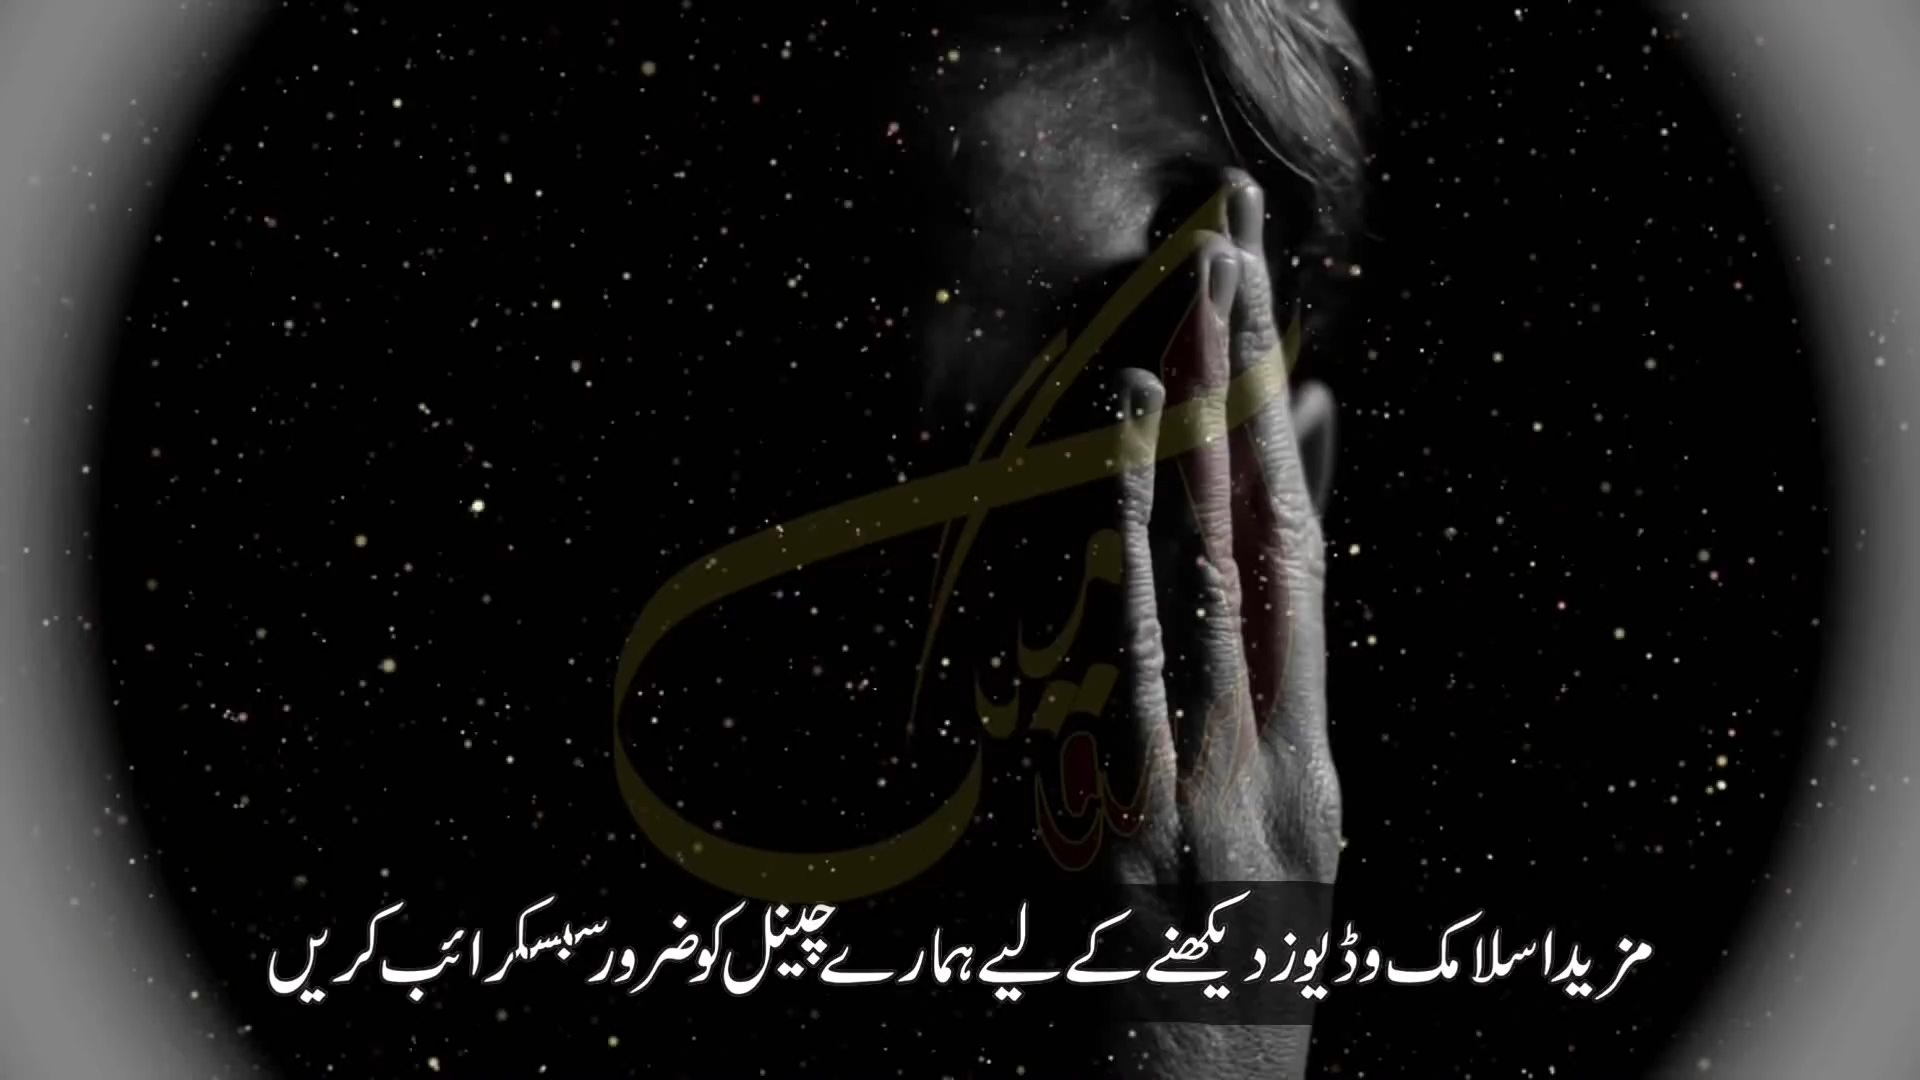 مزید اسلامک وڈیوز دیکھنے کے لیے ہمارے چینل کو ضرور سبسکرائب کریں